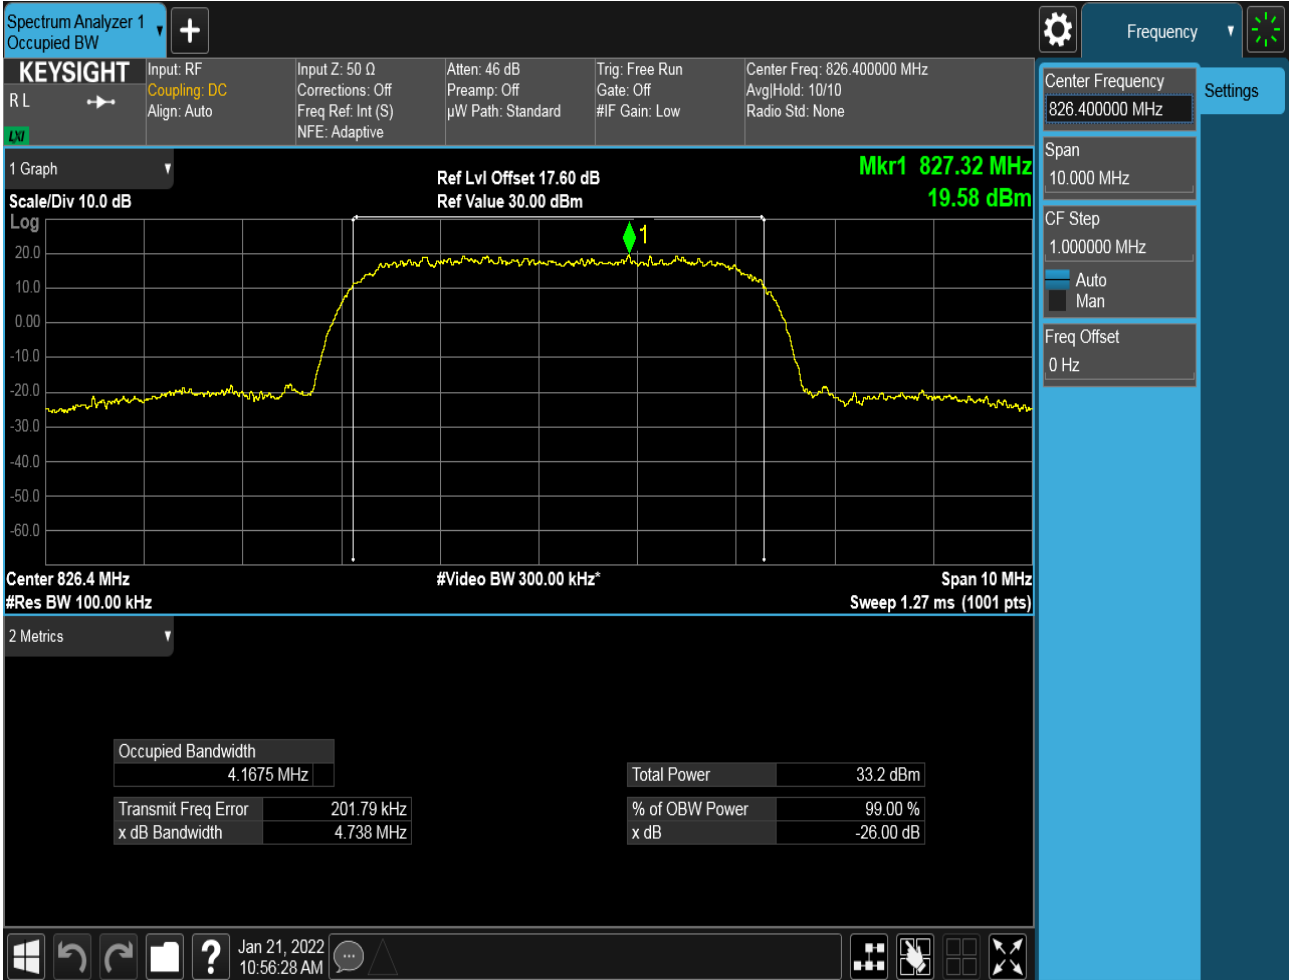 Spectrum Analyzer 1
Occupied BW
Frequency
KEYSIGHT
R L
LXI
Input: RF
Coupling: DC
Align: Auto
Input Z: 50 Ω
Corrections: Off
Freq Ref: Int (S)
NFE: Adaptive
Atten: 46 dB
Preamp: Off
µW Path: Standard
Trig: Free Run
Gate: Off
#IF Gain: Low
Center Freq: 826.400000 MHz
Avg|Hold: 10/10
Radio Std: None
Center Frequency
826.400000 MHz
Settings
Span
10.000 MHz
CF Step
1.000000 MHz
Auto
Man
Freq Offset
0 Hz
1 Graph
Scale/Div 10.0 dB
Ref Lvl Offset 17.60 dB
Ref Value 30.00 dBm
Mkr1 827.32 MHz
19.58 dBm
Log
1
20.0
10.0
0.00
-10.0
-20.0
-30.0
-40.0
-50.0
-60.0
Center 826.4 MHz
#Video BW 300.00 kHz*
Span 10 MHz
#Res BW 100.00 kHz
Sweep 1.27 ms (1001 pts)
2 Metrics
Occupied Bandwidth
4.1675 MHz
Total Power 33.2 dBm
Transmit Freq Error 201.79 kHz
% of OBW Power 99.00 %
x dB Bandwidth 4.738 MHz
x dB -26.00 dB
Jan 21, 2022
10:56:28 AM